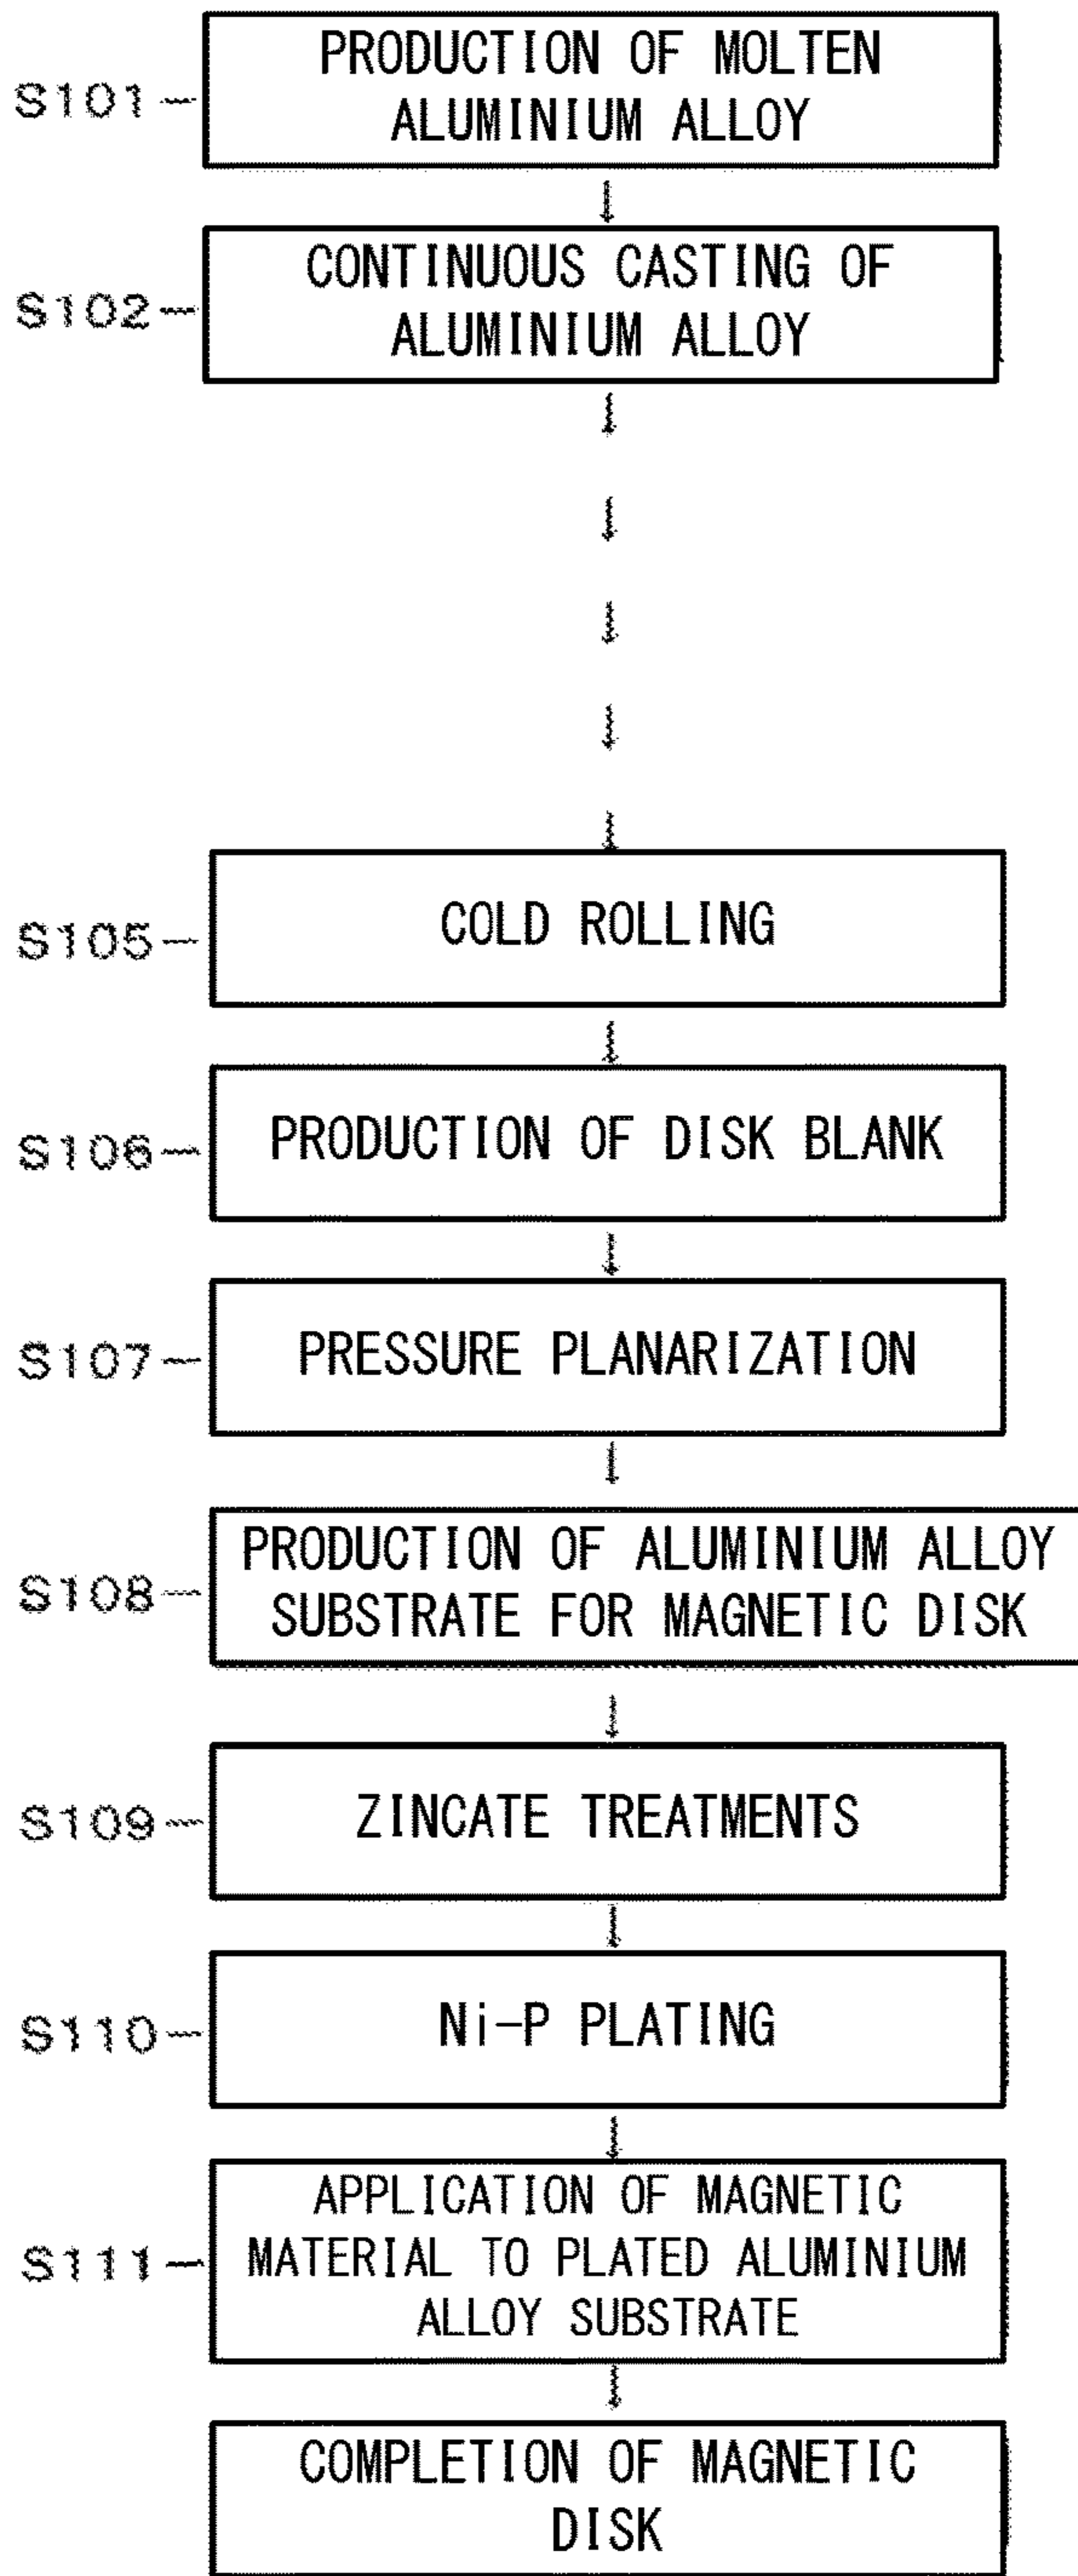 S101
PRODUCTION OF MOLTEN
ALUMINIUM ALLOY
S102
CONTINUOUS CASTING OF
ALUMINIUM ALLOY
S105
COLD ROLLING
S106
PRODUCTION OF DISK BLANK
S107
PRESSURE PLANARIZATION
S108
PRODUCTION OF ALUMINIUM ALLOY
SUBSTRATE FOR MAGNETIC DISK
S109
ZINCATE TREATMENTS
S110
Ni-P PLATING
S111
APPLICATION OF MAGNETIC
MATERIAL TO PLATED ALUMINIUM
ALLOY SUBSTRATE
COMPLETION OF MAGNETIC
DISK